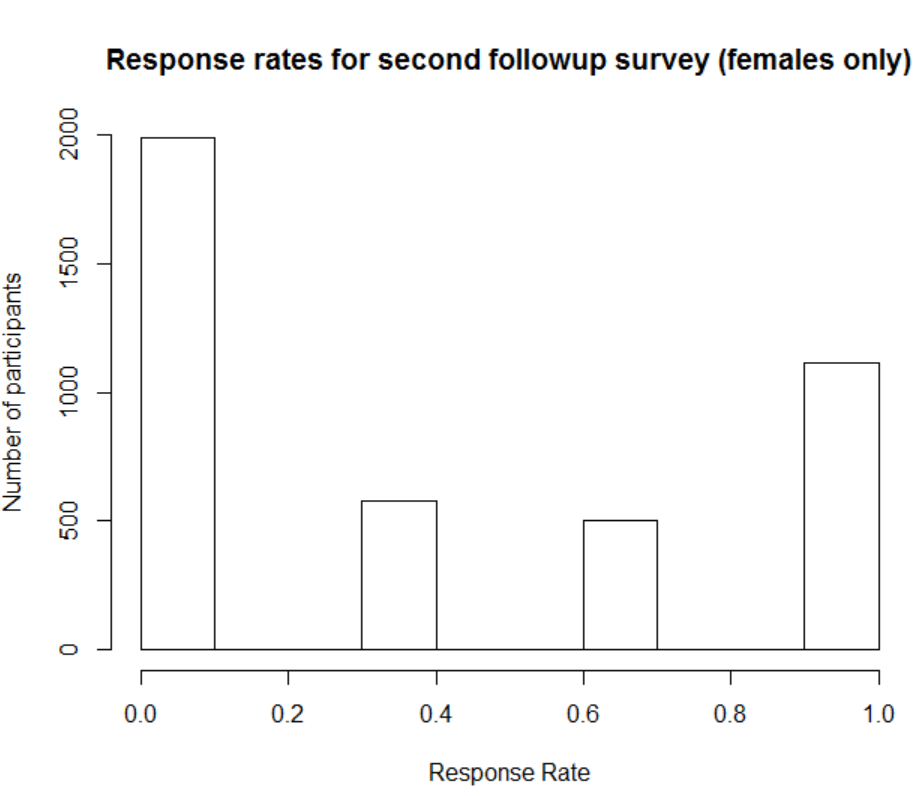 Response rates for second followup survey (females only)
2000
1500
1000
500
0
Number of participants
0.0 0.2 0.4 0.6 0.8 1.0
Response Rate